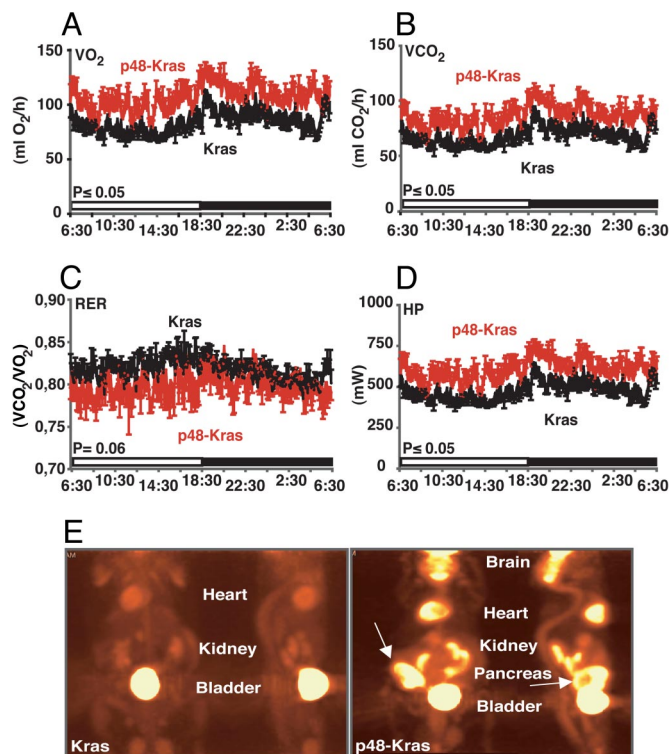 A
VO2
p48-Kras
Kras
P≤ 0.05
(ml O2/h)
150
100
50
0
6:30 10:30 14:30 18:30 22:30 2:30 6:30
B
VCO2
p48-Kras
Kras
P≤ 0.05
(ml CO2/h)
150
100
50
0
6:30 10:30 14:30 18:30 22:30 2:30 6:30
C
RER
Kras
p48-Kras
P= 0.06
(VCO2/VO2)
0,90
0,85
0,80
0,75
0,70
6:30 10:30 14:30 18:30 22:30 2:30 6:30
D
HP
p48-Kras
Kras
P≤ 0.05
(mW)
1000
750
500
250
0
6:30 10:30 14:30 18:30 22:30 2:30 6:30
E
Heart
Kidney
Bladder
Kras
Brain
Heart
Kidney
Pancreas
Bladder
p48-Kras